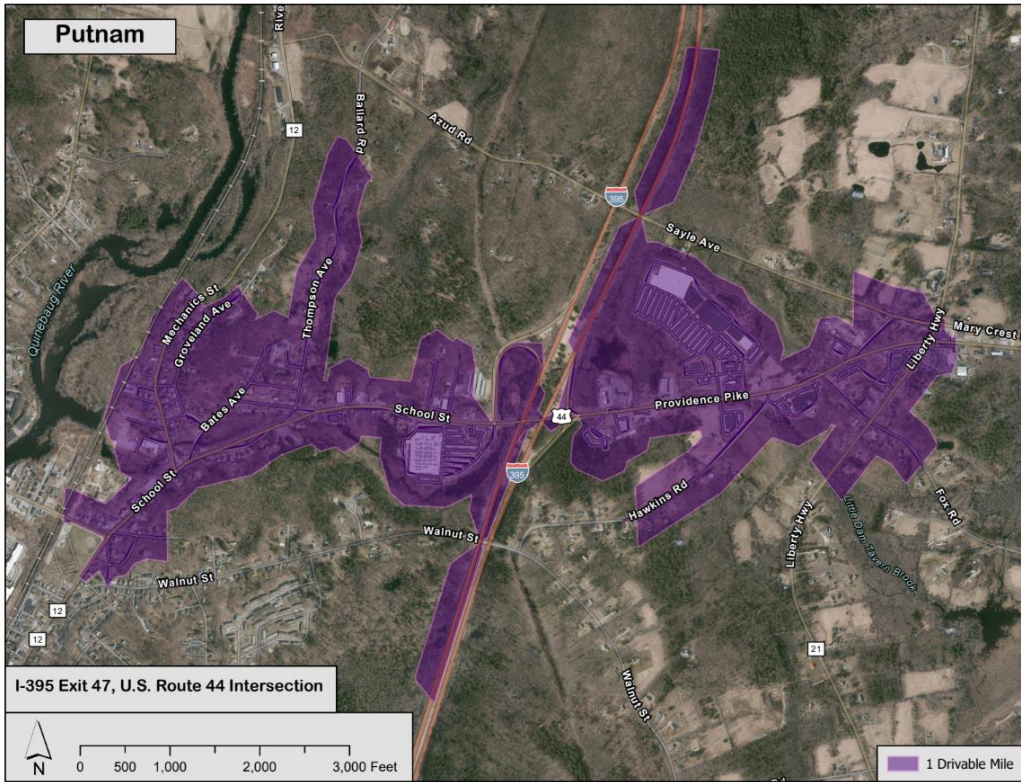 Putnam
Rive
12
Ballard Rd
Azud Rd
395
Sayle Ave
Quinebaug River
Mechanics St
Groveland Ave
Thompson Ave
Liberty Hwy
Mary Crest
Bates Ave
School St
44
Providence Pike
School St
395
Hawkins Rd
Walnut St
Fox Rd
Liberty Hwy
Little Dam Tavern Brook
Walnut St
12
12
21
Walnut St
I-395 Exit 47, U.S. Route 44 Intersection
N
0 500 1,000 2,000 3,000 Feet
1 Drivable Mile